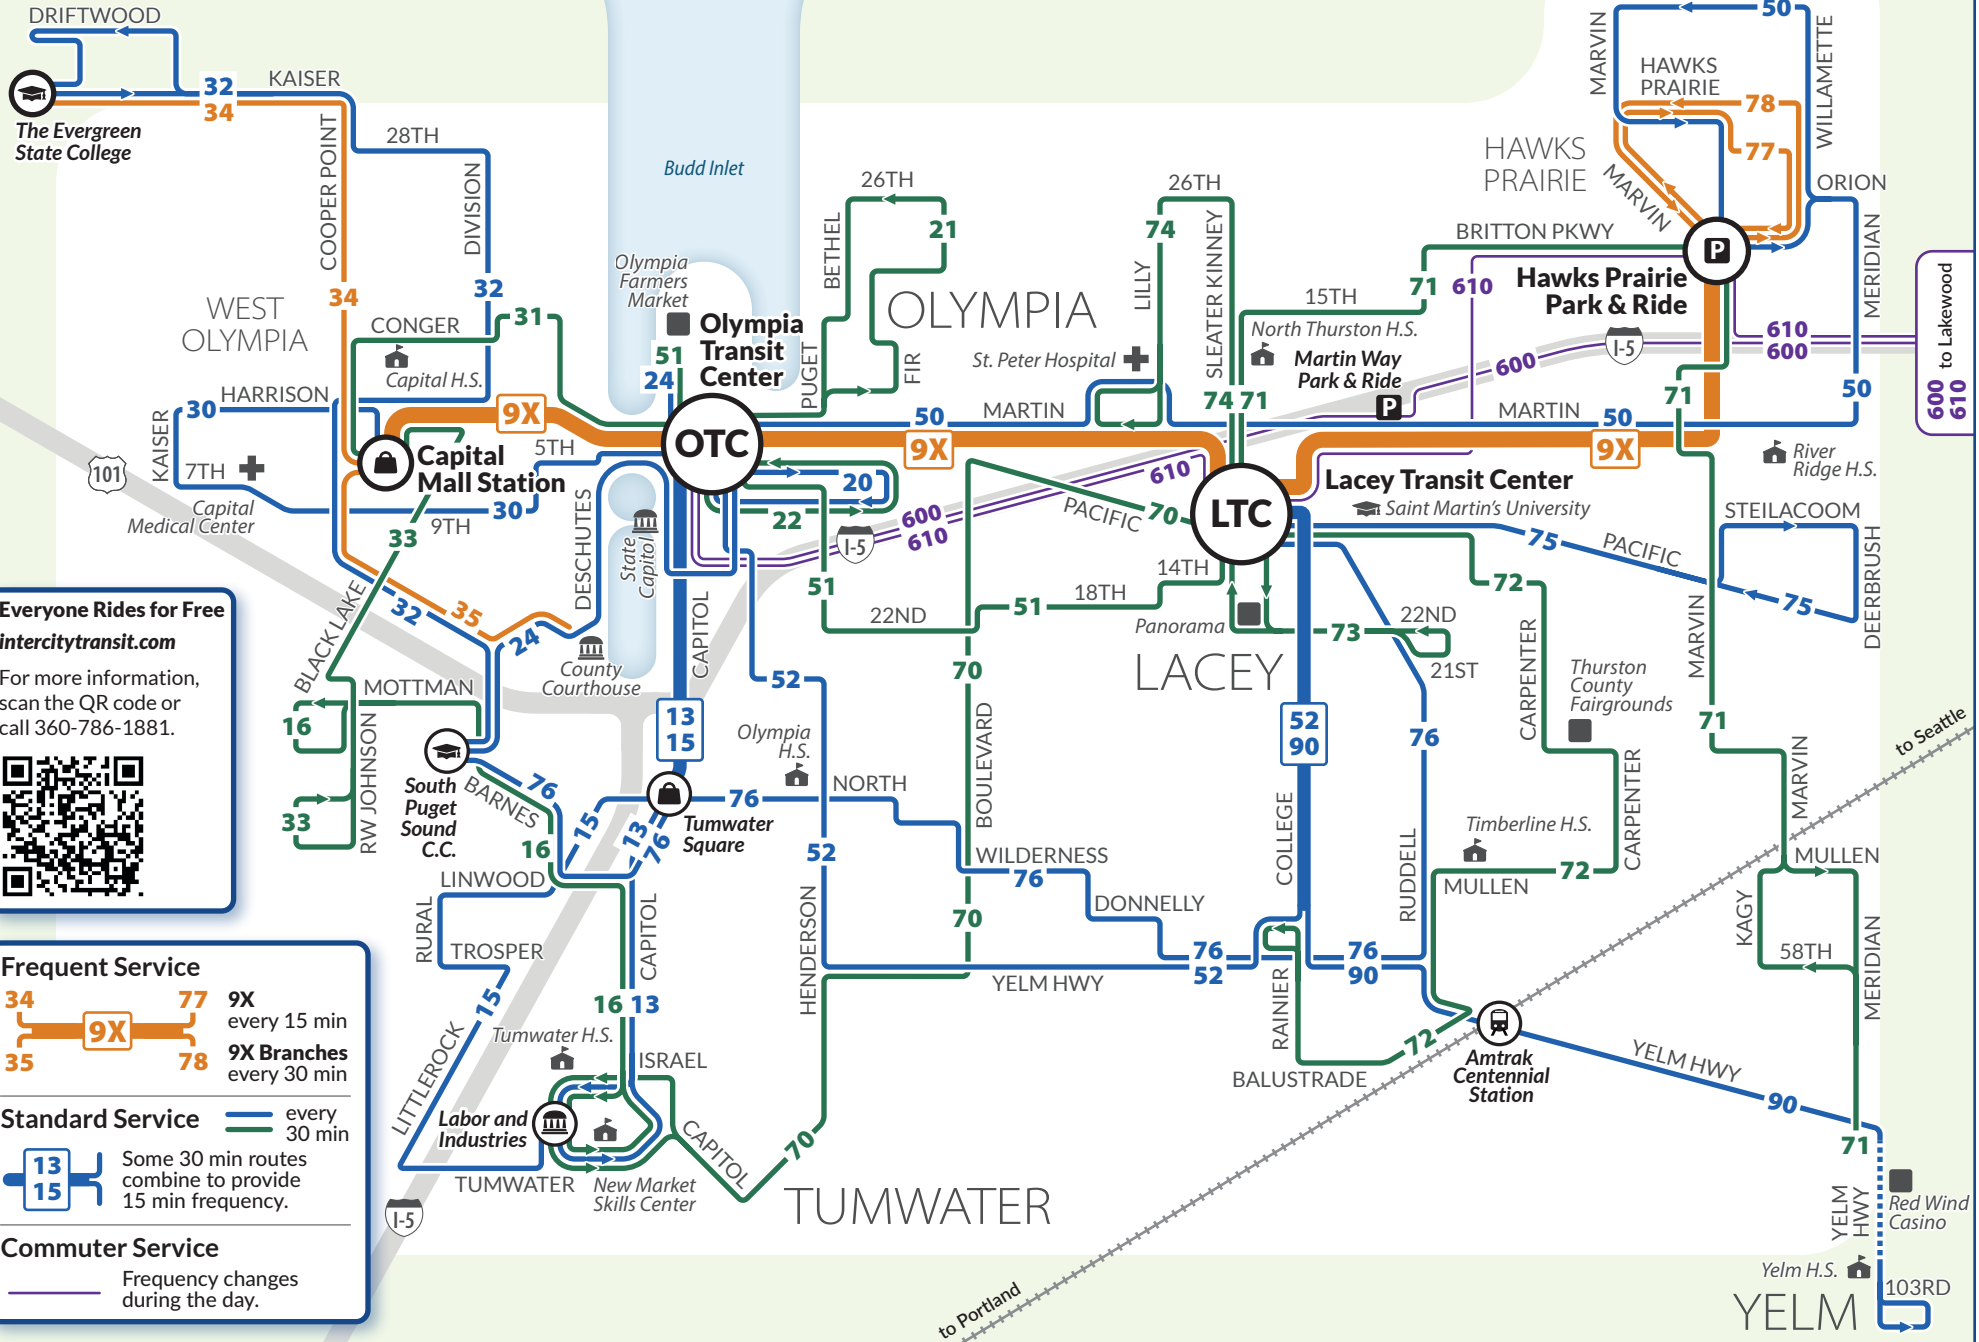 DRIFTWOOD
32
34
KAISER
The Evergreen
State College
28TH
COOPER POINT
DIVISION
34
32
WEST
OLYMPIA
CONGER
31
Capital H.S.
HARRISON
30
KAISER
7TH
Capital
Medical Center
101
9X
5TH
Capital
Mall Station
30
9TH
33
Budd Inlet
Olympia
Farmers
Market
Olympia
Transit
Center
51
24
OTC
BETHEL
26TH
21
PUGET
FIR
OLYMPIA
50
MARTIN
9X
20
22
600
610
I-5
St. Peter Hospital
LILLY
26TH
74
SLEATER KINNEY
74
71
15TH
North Thurston H.S.
Martin Way
Park & Ride
P
71
610
BRITTON PKWY
600
I-5
MARTIN
50
9X
610
LTC
Lacey Transit Center
Saint Martin's University
PACIFIC
70
MARVIN
50
WILLAMETTE
HAWKS
PRAIRIE
78
77
HAWKS
PRAIRIE
MARVIN
ORION
P
Hawks Prairie
Park & Ride
MERIDIAN
610
600
600
610
to Lakewood
71
50
River
Ridge H.S.
STEILACOOM
75
PACIFIC
75
DEERBRUSH
MARVIN
72
CARPENTER
Thurston
County
Fairgrounds
71
MARVIN
CARPENTER
to Seattle
DESCHUTES
State
Capitol
CAPITOL
51
22ND
51
18TH
14TH
Panorama
73
22ND
21ST
LACEY
52
90
76
70
BOULEVARD
52
County
Courthouse
24
35
32
BLACK LAKE
MOTTMAN
16
RW JOHNSON
33
South
Puget
Sound
C.C.
76
BARNES
16
13
15
Olympia
H.S.
76
NORTH
Tumwater
Square
15
13
76
52
WILDERNESS
76
DONNELLY
70
COLLEGE
RUDDELL
Timberline H.S.
72
MULLEN
MULLEN
KAGY
58TH
MERIDIAN
LINWOOD
RURAL
TROSPER
CAPITOL
HENDERSON
YELM HWY
76
52
76
90
RAINIER
BALUSTRADE
72
Amtrak
Centennial
Station
YELM HWY
90
71
YELM
HWY
Red Wind
Casino
Yelm H.S.
103RD
YELM
15
LITTLEROCK
16
13
Tumwater H.S.
ISRAEL
Labor and
Industries
CAPITOL
70
TUMWATER
New Market
Skills Center
TUMWATER
I-5
to Portland
Everyone Rides for Free
intercitytransit.com
For more information,
scan the QR code or
call 360-786-1881.
Frequent Service
34
77
9X
35
78
9X
every 15 min
9X Branches
every 30 min
Standard Service
every
30 min
13
15
Some 30 min routes
combine to provide
15 min frequency.
Commuter Service
Frequency changes
during the day.